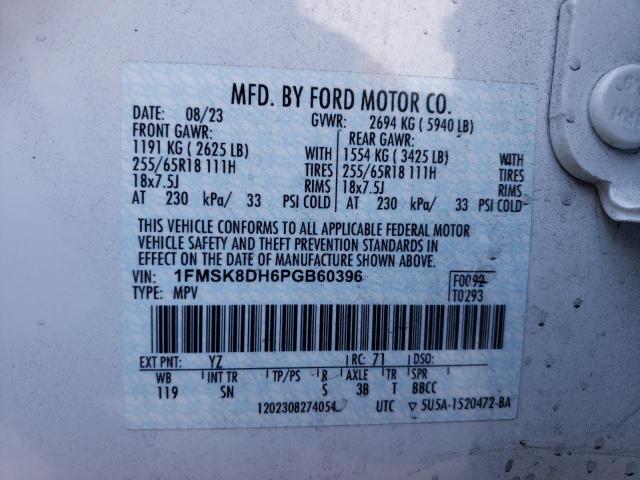 MFD. BY FORD MOTOR CO.
DATE: 08/23 GVWR: 2694 KG ( 5940 LB)
FRONT GAWR: REAR GAWR:
1191 KG ( 2625 LB) WITH 1554 KG ( 3425 LB) WITH
255/65R18 111H TIRES 255/65R18 111H TIRES
18x7.5J RIMS 18x7.5J RIMS
AT 230 kPa/ 33 PSI COLD AT 230 kPa/ 33 PSI COLD
THIS VEHICLE CONFORMS TO ALL APPLICABLE FEDERAL MOTOR
VEHICLE SAFETY AND THEFT PREVENTION STANDARDS IN
EFFECT ON THE DATE OF MANUFACTURE SHOWN ABOVE.
VIN: 1FMSK8DH6PGB60396 F0092
TYPE: MPV T0293
EXT PNT: YZ RC: 71 DSO:
WB INT TR TP/PS R AXLE TR SPR
119 SN S 3B T BBCC
1202308274054 UTC ▽ 5U5A-1520472-BA